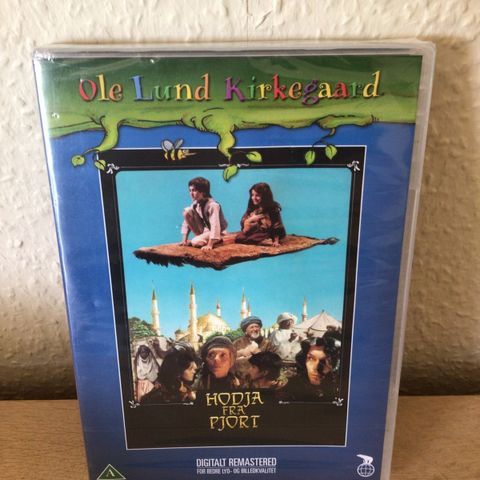 Ole Lund Kirkegaard
HODJA
FRA
PJORT
DIGITALT REMASTERED
FOR BEDRE LYD- OG BILLEDKVALITET
A